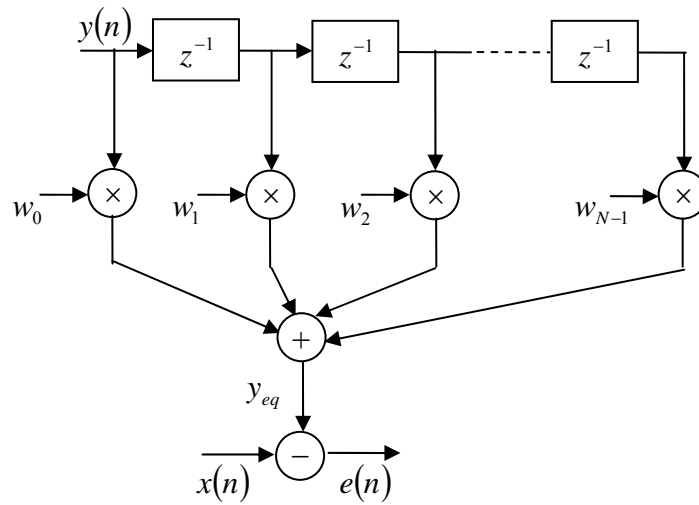 y(n)
z⁻¹ z⁻¹ z⁻¹
× × × ×
w₀ w₁ w₂ w_{N−1}
+
y_{eq}
−
x(n) e(n)